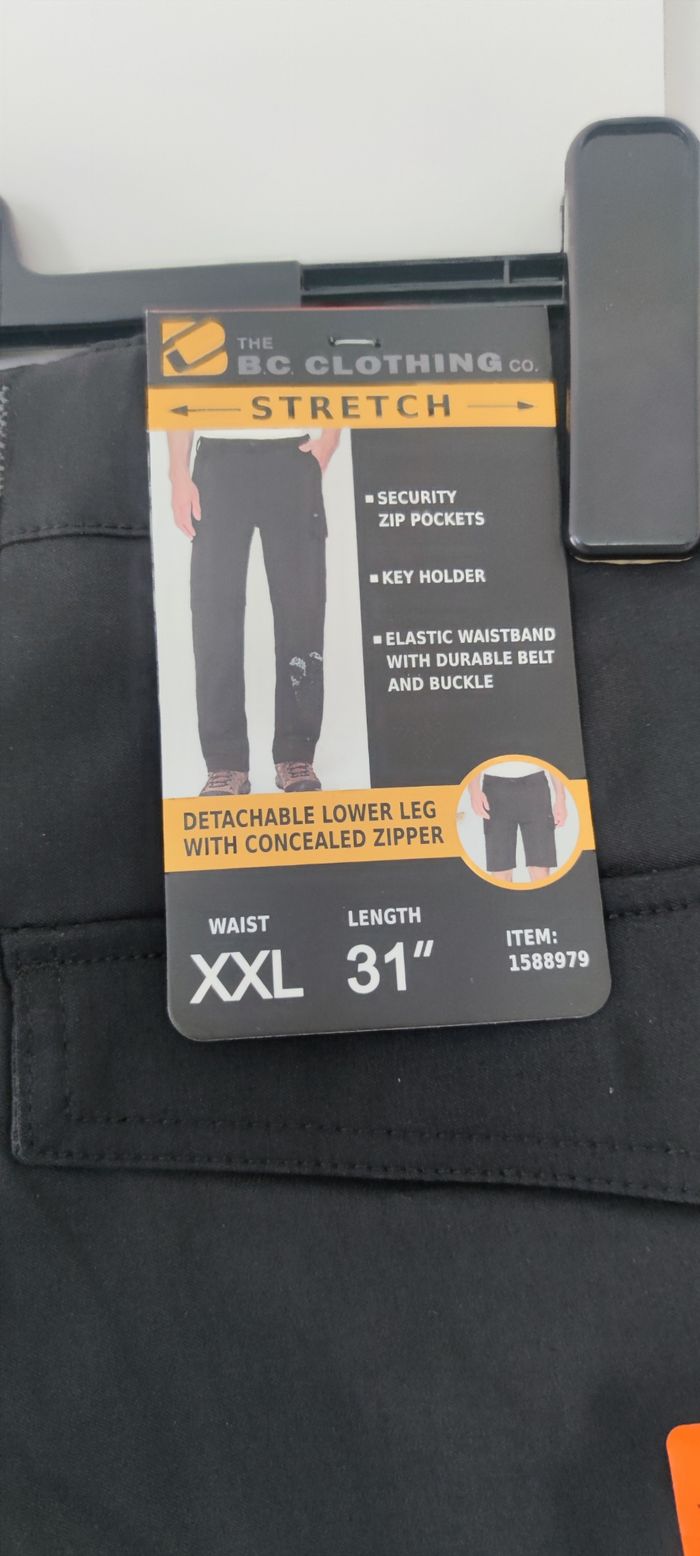 THE
B.C. CLOTHING CO.
STRETCH
SECURITY
ZIP POCKETS
KEY HOLDER
ELASTIC WAISTBAND
WITH DURABLE BELT
AND BUCKLE
DETACHABLE LOWER LEG
WITH CONCEALED ZIPPER
WAIST
XXL
LENGTH
31"
ITEM:
1588979